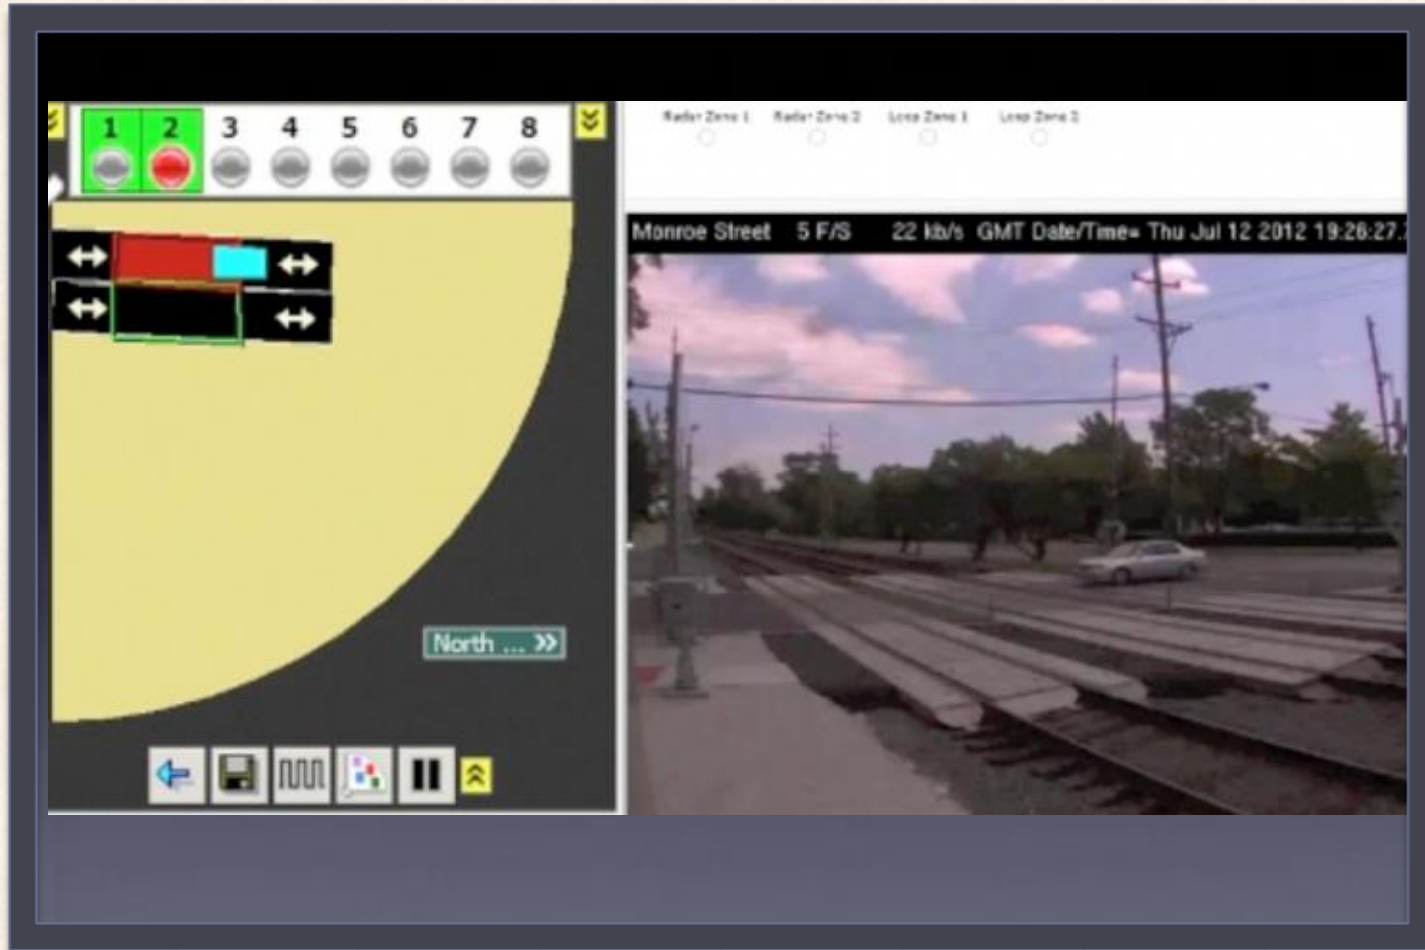 1 2 3 4 5 6 7 8
Radar Zone 1 Radar Zone 2 Loop Zone 1 Loop Zone 2
Monroe Street 5 F/S 22 kb/s GMT Date/Time= Thu Jul 12 2012 19:26:27.
North ...